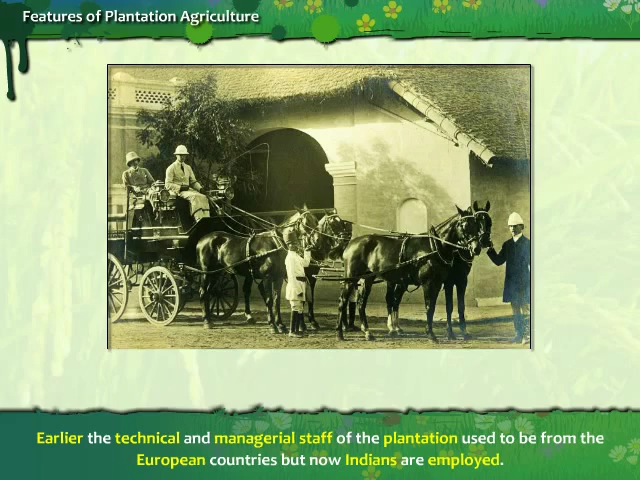 Features of Plantation Agriculture
Earlier the technical and managerial staff of the plantation used to be from the
European countries but now Indians are employed.